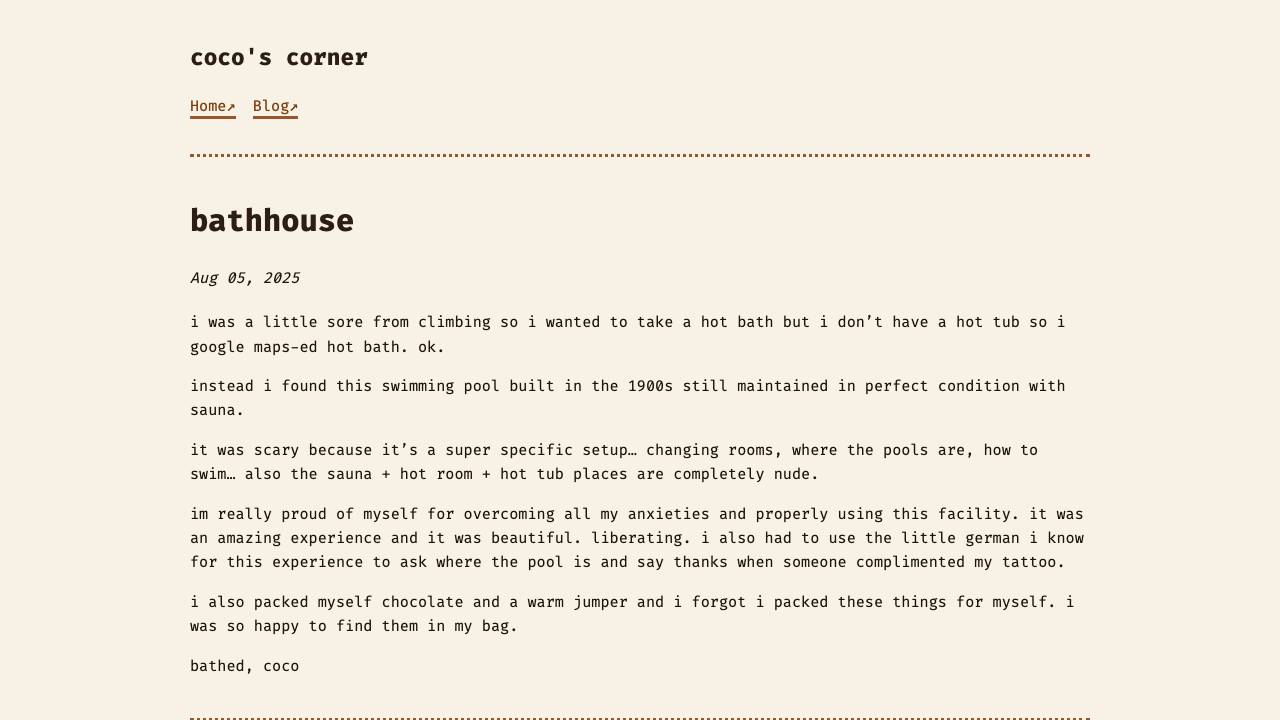 coco's corner
Home↗ Blog↗
bathhouse
Aug 05, 2025
i was a little sore from climbing so i wanted to take a hot bath but i don’t have a hot tub so i
google maps-ed hot bath. ok.
instead i found this swimming pool built in the 1900s still maintained in perfect condition with
sauna.
it was scary because it’s a super specific setup… changing rooms, where the pools are, how to
swim… also the sauna + hot room + hot tub places are completely nude.
im really proud of myself for overcoming all my anxieties and properly using this facility. it was
an amazing experience and it was beautiful. liberating. i also had to use the little german i know
for this experience to ask where the pool is and say thanks when someone complimented my tattoo.
i also packed myself chocolate and a warm jumper and i forgot i packed these things for myself. i
was so happy to find them in my bag.
bathed, coco